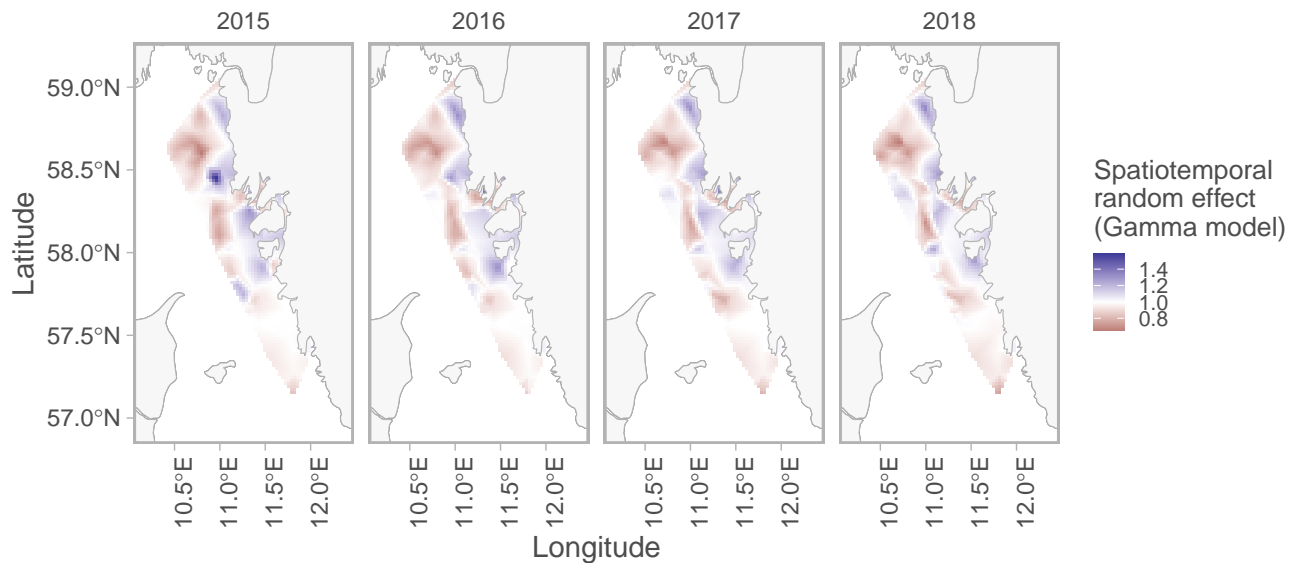 2015 2016 2017 2018
59.0°N
58.5°N
58.0°N
57.5°N
57.0°N
Latitude
10.5°E 11.0°E 11.5°E 12.0°E 10.5°E 11.0°E 11.5°E 12.0°E 10.5°E 11.0°E 11.5°E 12.0°E 10.5°E 11.0°E 11.5°E 12.0°E
Longitude
Spatiotemporal
random effect
(Gamma model)
1.4
1.2
1.0
0.8